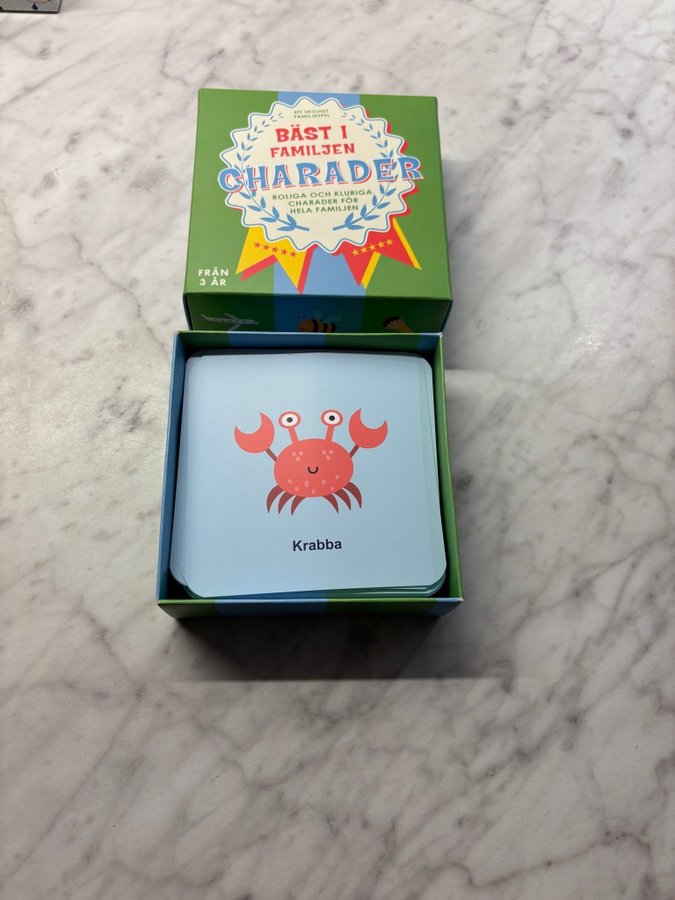 ETT SKOJIGT
FAMILJESPEL
BÄST I
FAMILJEN
CHARADER
ROLIGA OCH KLURIGA
CHARADER FÖR
HELA FAMILJEN
FRÅN
3 ÅR
Krabba